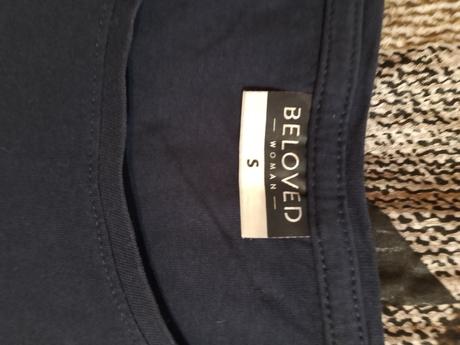 BELOVED
— WOMAN —
S